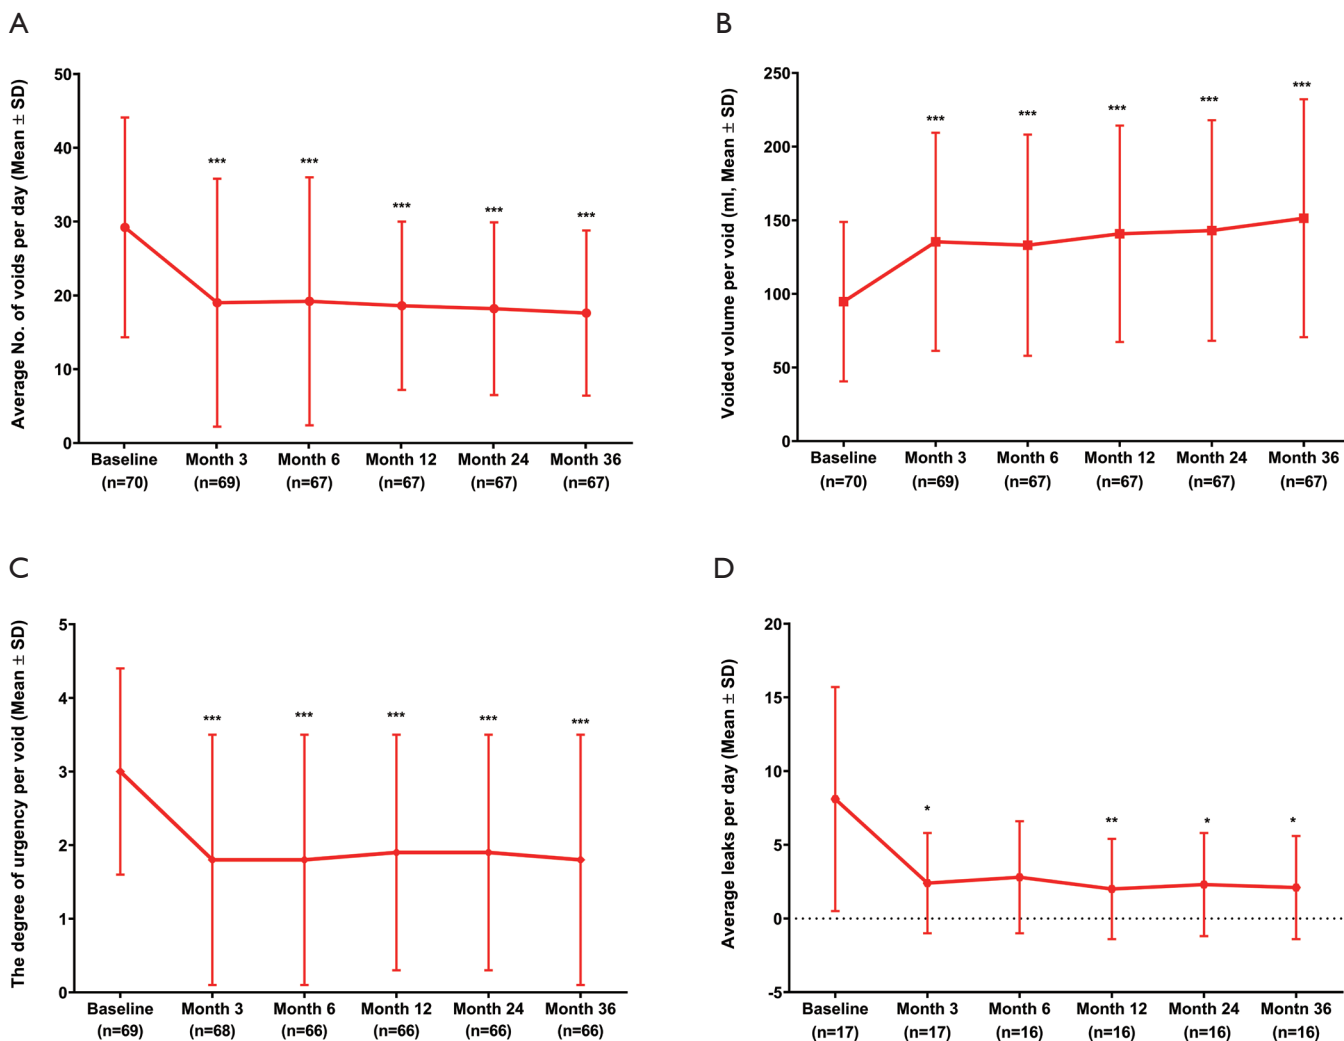 A
Average No. of voids per day (Mean ± SD)
50
40
30
20
10
0
***
***
***
***
***
Baseline Month 3 Month 6 Month 12 Month 24 Month 36
(n=70) (n=69) (n=67) (n=67) (n=67) (n=67)
B
Voided volume per void (ml, Mean ± SD)
250
200
150
100
50
0
***
***
***
***
***
Baseline Month 3 Month 6 Month 12 Month 24 Month 36
(n=70) (n=69) (n=67) (n=67) (n=67) (n=67)
C
The degree of urgency per void (Mean ± SD)
5
4
3
2
1
0
***
***
***
***
***
Baseline Month 3 Month 6 Month 12 Month 24 Month 36
(n=69) (n=68) (n=66) (n=66) (n=66) (n=66)
D
Average leaks per day (Mean ± SD)
20
15
10
5
0
-5
*
**
*
*
Baseline Month 3 Month 6 Month 12 Month 24 Month 36
(n=17) (n=17) (n=16) (n=16) (n=16) (n=16)